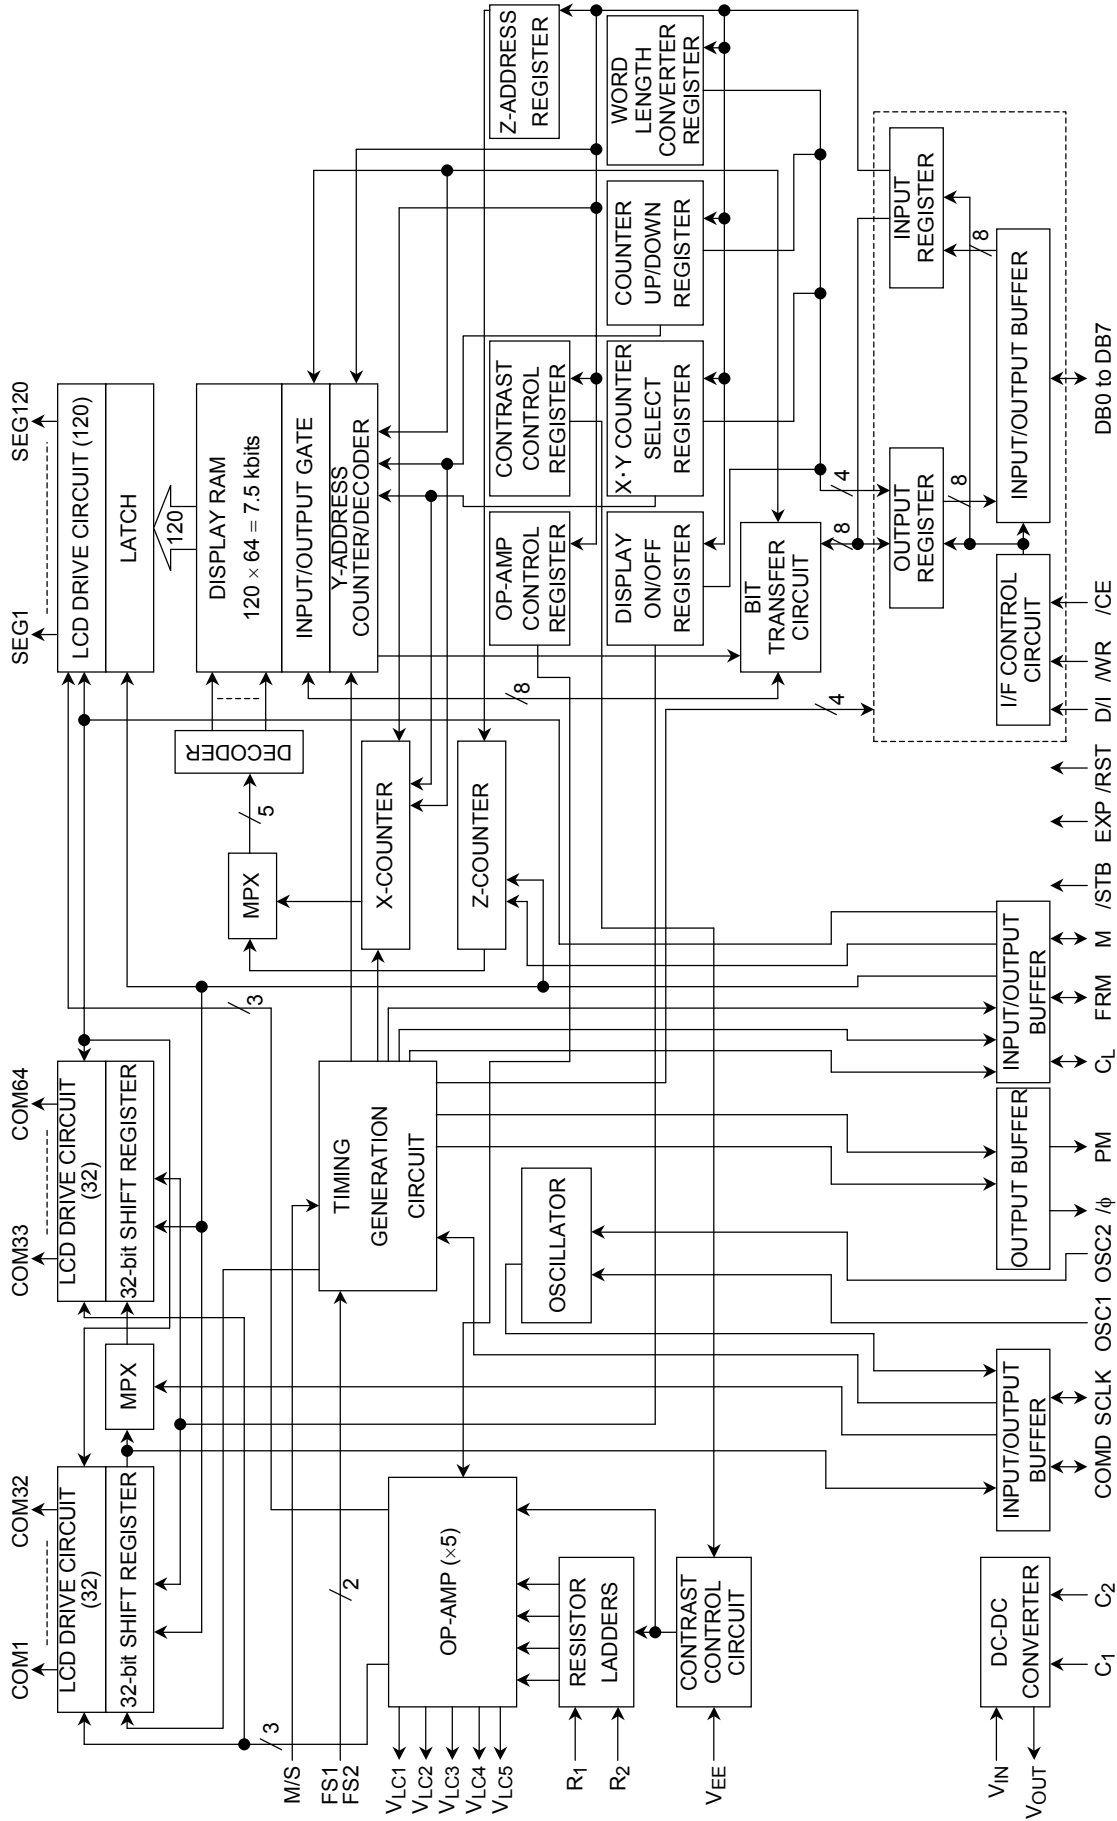 COM1
COM32
COM33
COM64
SEG1
SEG120
LCD DRIVE CIRCUIT
(32)
32-bit SHIFT REGISTER
MPX
LCD DRIVE CIRCUIT
(32)
32-bit SHIFT REGISTER
LCD DRIVE CIRCUIT (120)
LATCH
120
3
3
M/S
FS1
FS2
2
MPX
5
DECODER
DISPLAY RAM
120 × 64 = 7.5 kbits
INPUT/OUTPUT GATE
Y-ADDRESS
COUNTER/DECODER
TIMING
GENERATION
CIRCUIT
X-COUNTER
Z-COUNTER
8
VLC1
VLC2
VLC3
VLC4
VLC5
OP-AMP (×5)
OP-AMP
CONTROL
REGISTER
CONTRAST
CONTROL
REGISTER
Z-ADDRESS
REGISTER
R1
R2
RESISTOR
LADDERS
OSCILLATOR
DISPLAY
ON/OFF
REGISTER
X·Y COUNTER
SELECT
REGISTER
COUNTER
UP/DOWN
REGISTER
WORD
LENGTH
CONVERTER
REGISTER
VEE
CONTRAST
CONTROL
CIRCUIT
BIT
TRANSFER
CIRCUIT
4
8
4
OUTPUT
REGISTER
INPUT
REGISTER
8
8
VIN
VOUT
DC-DC
CONVERTER
INPUT/OUTPUT
BUFFER
OUTPUT BUFFER
INPUT/OUTPUT
BUFFER
I/F CONTROL
CIRCUIT
INPUT/OUTPUT BUFFER
C1
C2
COMD
SCLK
OSC1
OSC2
/ϕ
PM
CL
FRM
M
/STB
EXP
/RST
D/I
/WR
/CE
DB0 to DB7